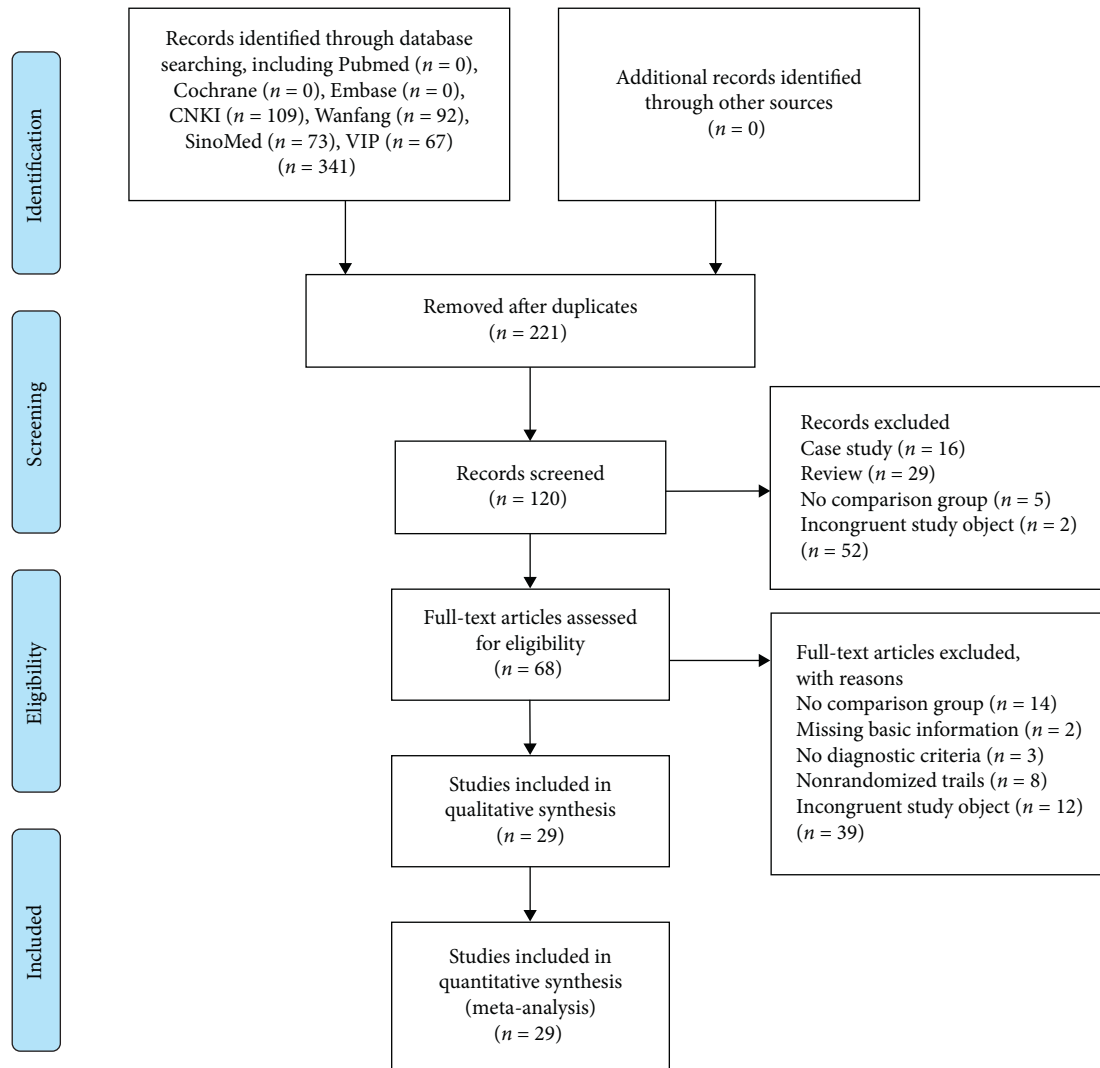 Identification
Records identified through database
searching, including Pubmed (n = 0),
Cochrane (n = 0), Embase (n = 0),
CNKI (n = 109), Wanfang (n = 92),
SinoMed (n = 73), VIP (n = 67)
(n = 341)
Additional records identified
through other sources
(n = 0)
Removed after duplicates
(n = 221)
Screening
Records screened
(n = 120)
Records excluded
Case study (n = 16)
Review (n = 29)
No comparison group (n = 5)
Incongruent study object (n = 2)
(n = 52)
Eligibility
Full-text articles assessed
for eligibility
(n = 68)
Full-text articles excluded,
with reasons
No comparison group (n = 14)
Missing basic information (n = 2)
No diagnostic criteria (n = 3)
Nonrandomized trails (n = 8)
Incongruent study object (n = 12)
(n = 39)
Studies included in
qualitative synthesis
(n = 29)
Included
Studies included in
quantitative synthesis
(meta-analysis)
(n = 29)